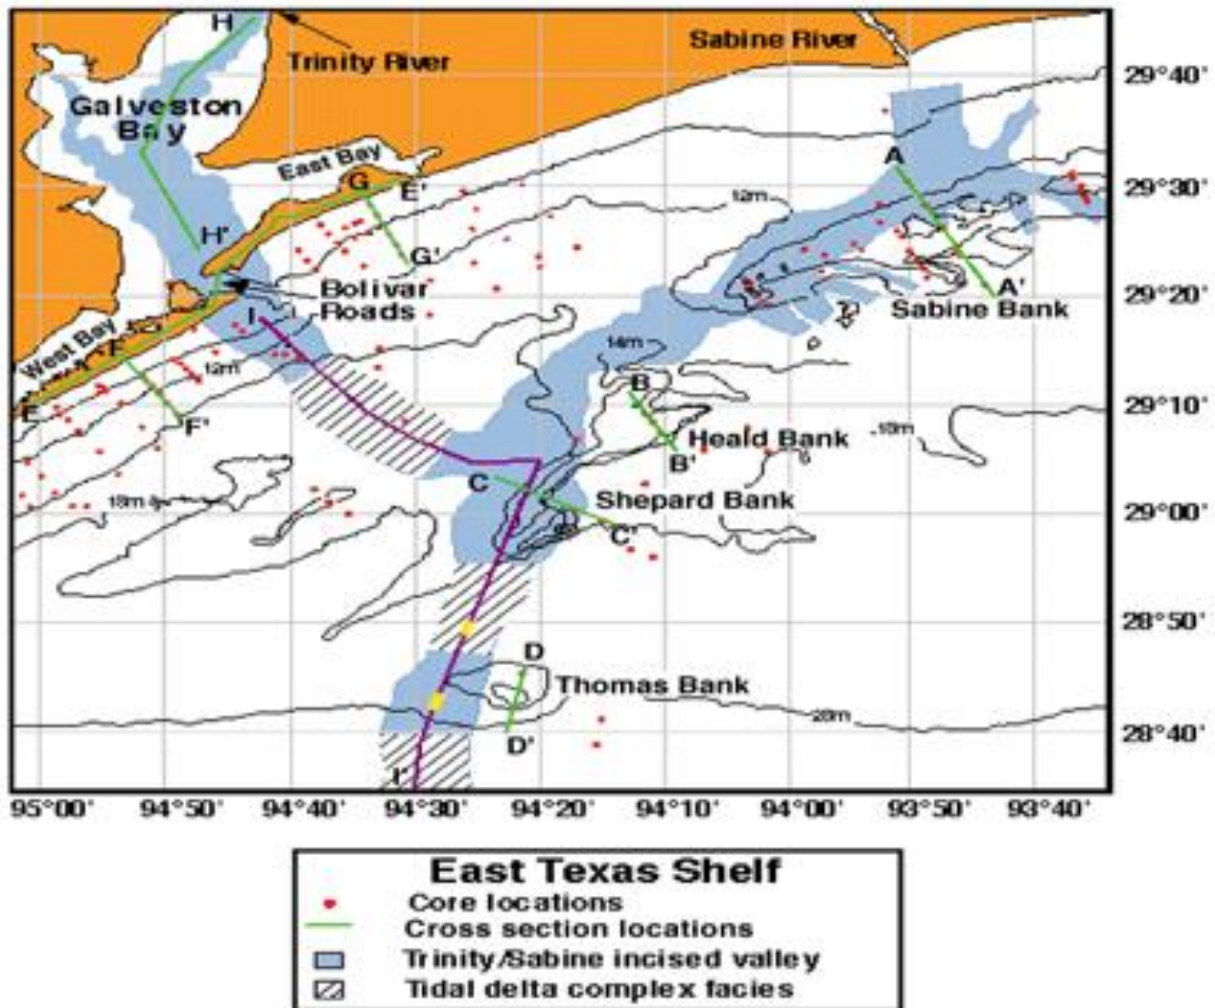 H
Trinity River
Sabine River
29°40'
Galveston
Bay
East Bay
A
G
E'
29°30'
12m
H'
G'
Bolivar
Roads
I
A'
Sabine Bank
29°20'
West Bay
F
14m
12m
B
E
F'
29°10'
Heald Bank
B'
18m
C
Shepard Bank
18m
C'
29°00'
28°50'
D
Thomas Bank
28m
D'
28°40'
I'
95°00'
94°50'
94°40'
94°30'
94°20'
94°10'
94°00'
93°50'
93°40'
East Texas Shelf
Core locations
Cross section locations
Trinity/Sabine incised valley
Tidal delta complex facies